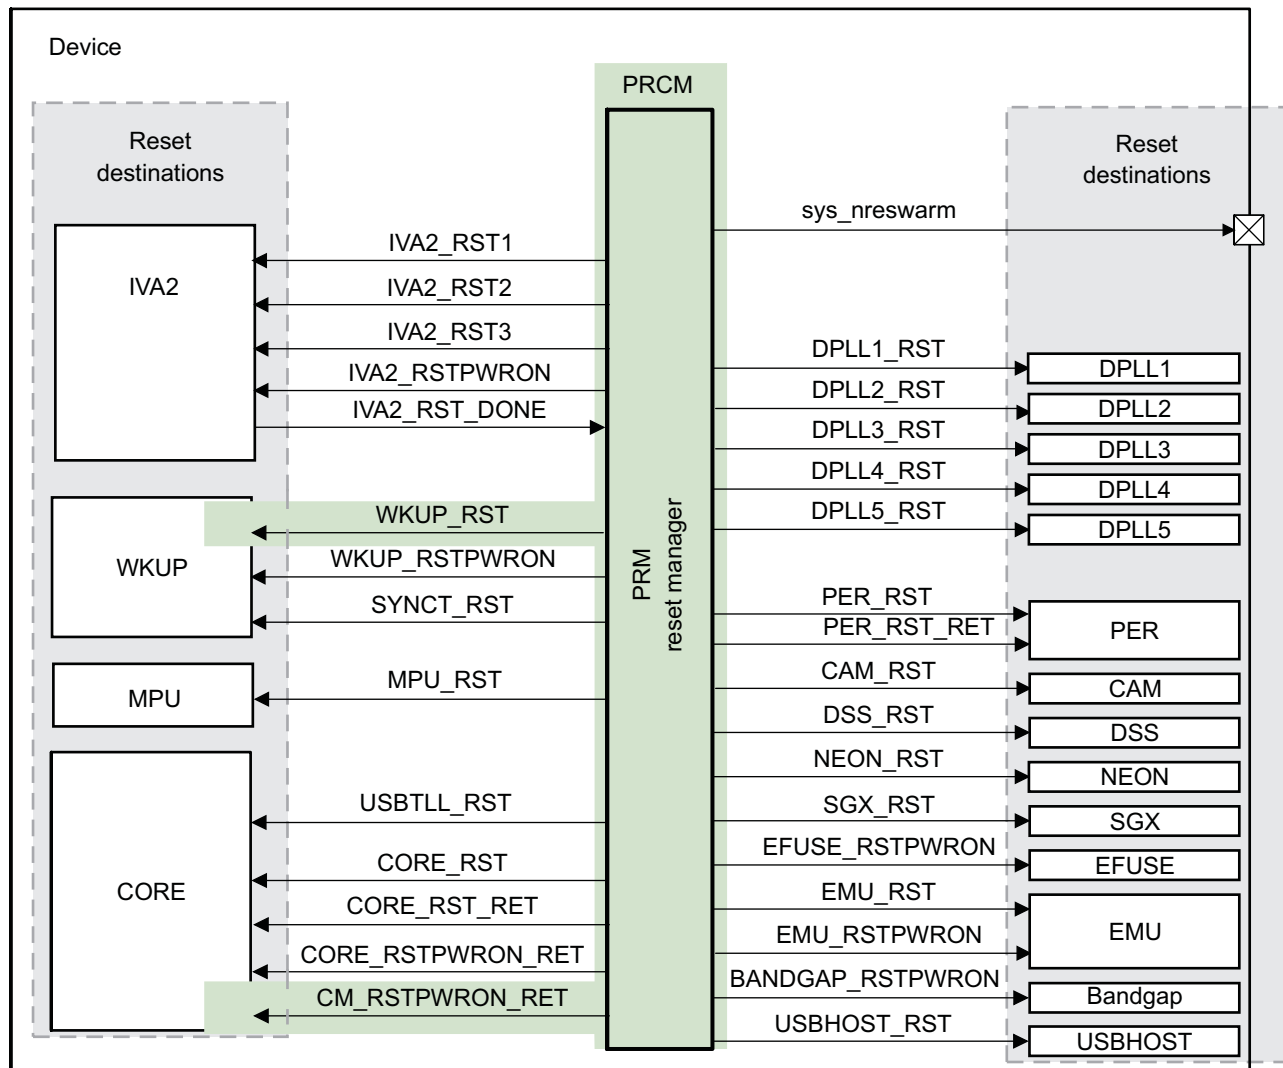 Device
PRCM
Reset
destinations
Reset
destinations
sys_nreswarm
IVA2_RST1
IVA2
IVA2_RST2
IVA2_RST3
IVA2_RSTPWRON
IVA2_RST_DONE
DPLL1_RST
DPLL1
DPLL2_RST
DPLL2
DPLL3_RST
DPLL3
DPLL4_RST
DPLL4
DPLL5_RST
DPLL5
WKUP_RST
WKUP
WKUP_RSTPWRON
SYNCT_RST
PRM
reset manager
PER_RST
PER_RST_RET
PER
MPU_RST
MPU
CAM_RST
CAM
DSS_RST
DSS
NEON_RST
NEON
USBTLL_RST
SGX_RST
SGX
CORE_RST
CORE
EFUSE_RSTPWRON
EFUSE
CORE_RST_RET
EMU_RST
EMU
CORE_RSTPWRON_RET
EMU_RSTPWRON
CM_RSTPWRON_RET
BANDGAP_RSTPWRON
Bandgap
USBHOST_RST
USBHOST